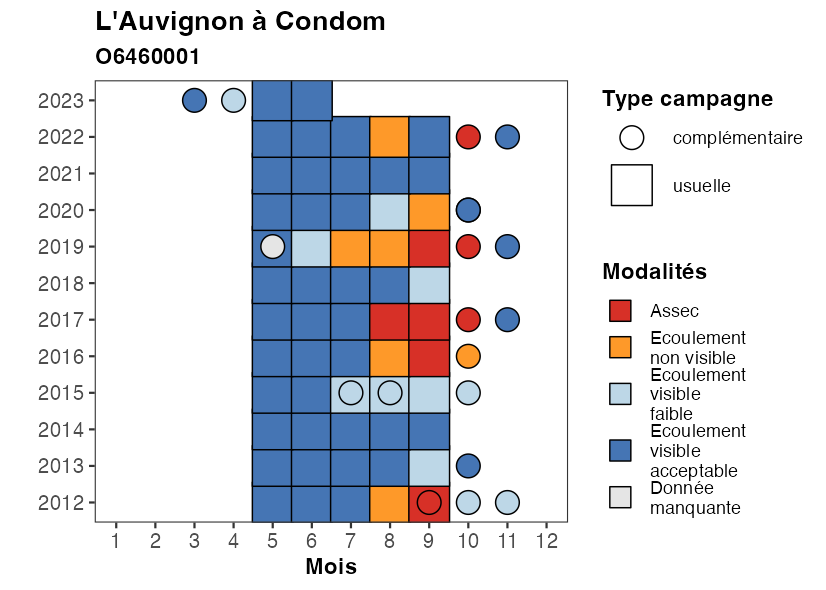 L'Auvignon à Condom
O6460001
2023
2022
2021
2020
2019
2018
2017
2016
2015
2014
2013
2012
1 2 3 4 5 6 7 8 9 10 11 12
Mois
Type campagne
complémentaire
usuelle
Modalités
Assec
Ecoulement
non visible
Ecoulement
visible
faible
Ecoulement
visible
acceptable
Donnée
manquante